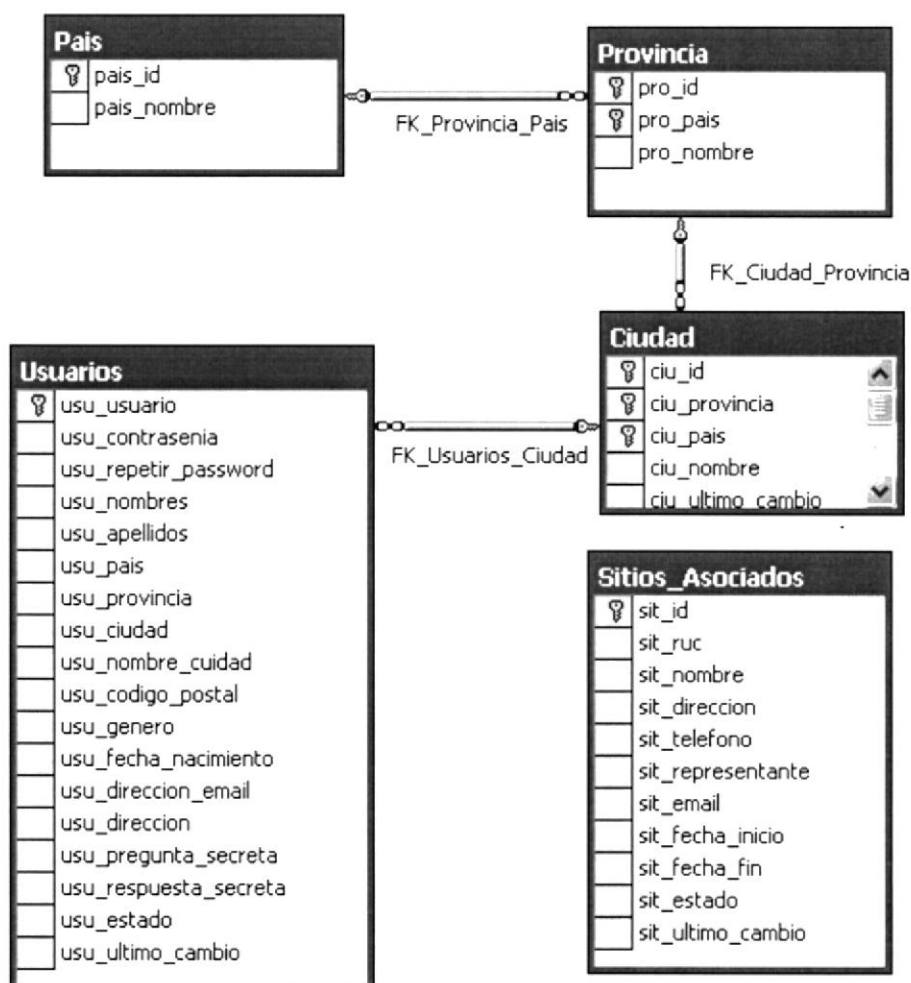 Pais
pais_id
pais_nombre
FK_Provincia_Pais
Provincia
pro_id
pro_pais
pro_nombre
FK_Ciudad_Provincia
Ciudad
ciu_id
ciu_provincia
ciu_pais
ciu_nombre
ciu_ultimo_cambio
FK_Usuarios_Ciudad
Usuarios
usu_usuario
usu_contrasenia
usu_repetir_password
usu_nombres
usu_apellidos
usu_pais
usu_provincia
usu_ciudad
usu_nombre_cuidad
usu_codigo_postal
usu_genero
usu_fecha_nacimiento
usu_direccion_email
usu_direccion
usu_pregunta_secreta
usu_respuesta_secreta
usu_estado
usu_ultimo_cambio
Sitios_Asociados
sit_id
sit_ruc
sit_nombre
sit_direccion
sit_telefono
sit_representante
sit_email
sit_fecha_inicio
sit_fecha_fin
sit_estado
sit_ultimo_cambio